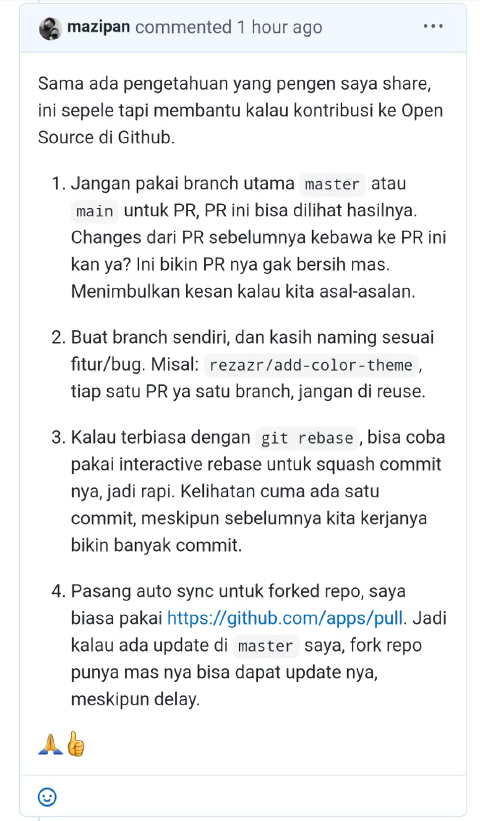 mazipan commented 1 hour ago
Sama ada pengetahuan yang pengen saya share,
ini sepele tapi membantu kalau kontribusi ke Open
Source di Github.
1. Jangan pakai branch utama master atau
main untuk PR, PR ini bisa dilihat hasilnya.
Changes dari PR sebelumnya kebawa ke PR ini
kan ya? Ini bikin PR nya gak bersih mas.
Menimbulkan kesan kalau kita asal-asalan.
2. Buat branch sendiri, dan kasih naming sesuai
fitur/bug. Misal: rezazr/add-color-theme,
tiap satu PR ya satu branch, jangan di reuse.
3. Kalau terbiasa dengan git rebase, bisa coba
pakai interactive rebase untuk squash commit
nya, jadi rapi. Kelihatan cuma ada satu
commit, meskipun sebelumnya kita kerjanya
bikin banyak commit.
4. Pasang auto sync untuk forked repo, saya
biasa pakai https://github.com/apps/pull. Jadi
kalau ada update di master saya, fork repo
punya mas nya bisa dapat update nya,
meskipun delay.
🙏👍